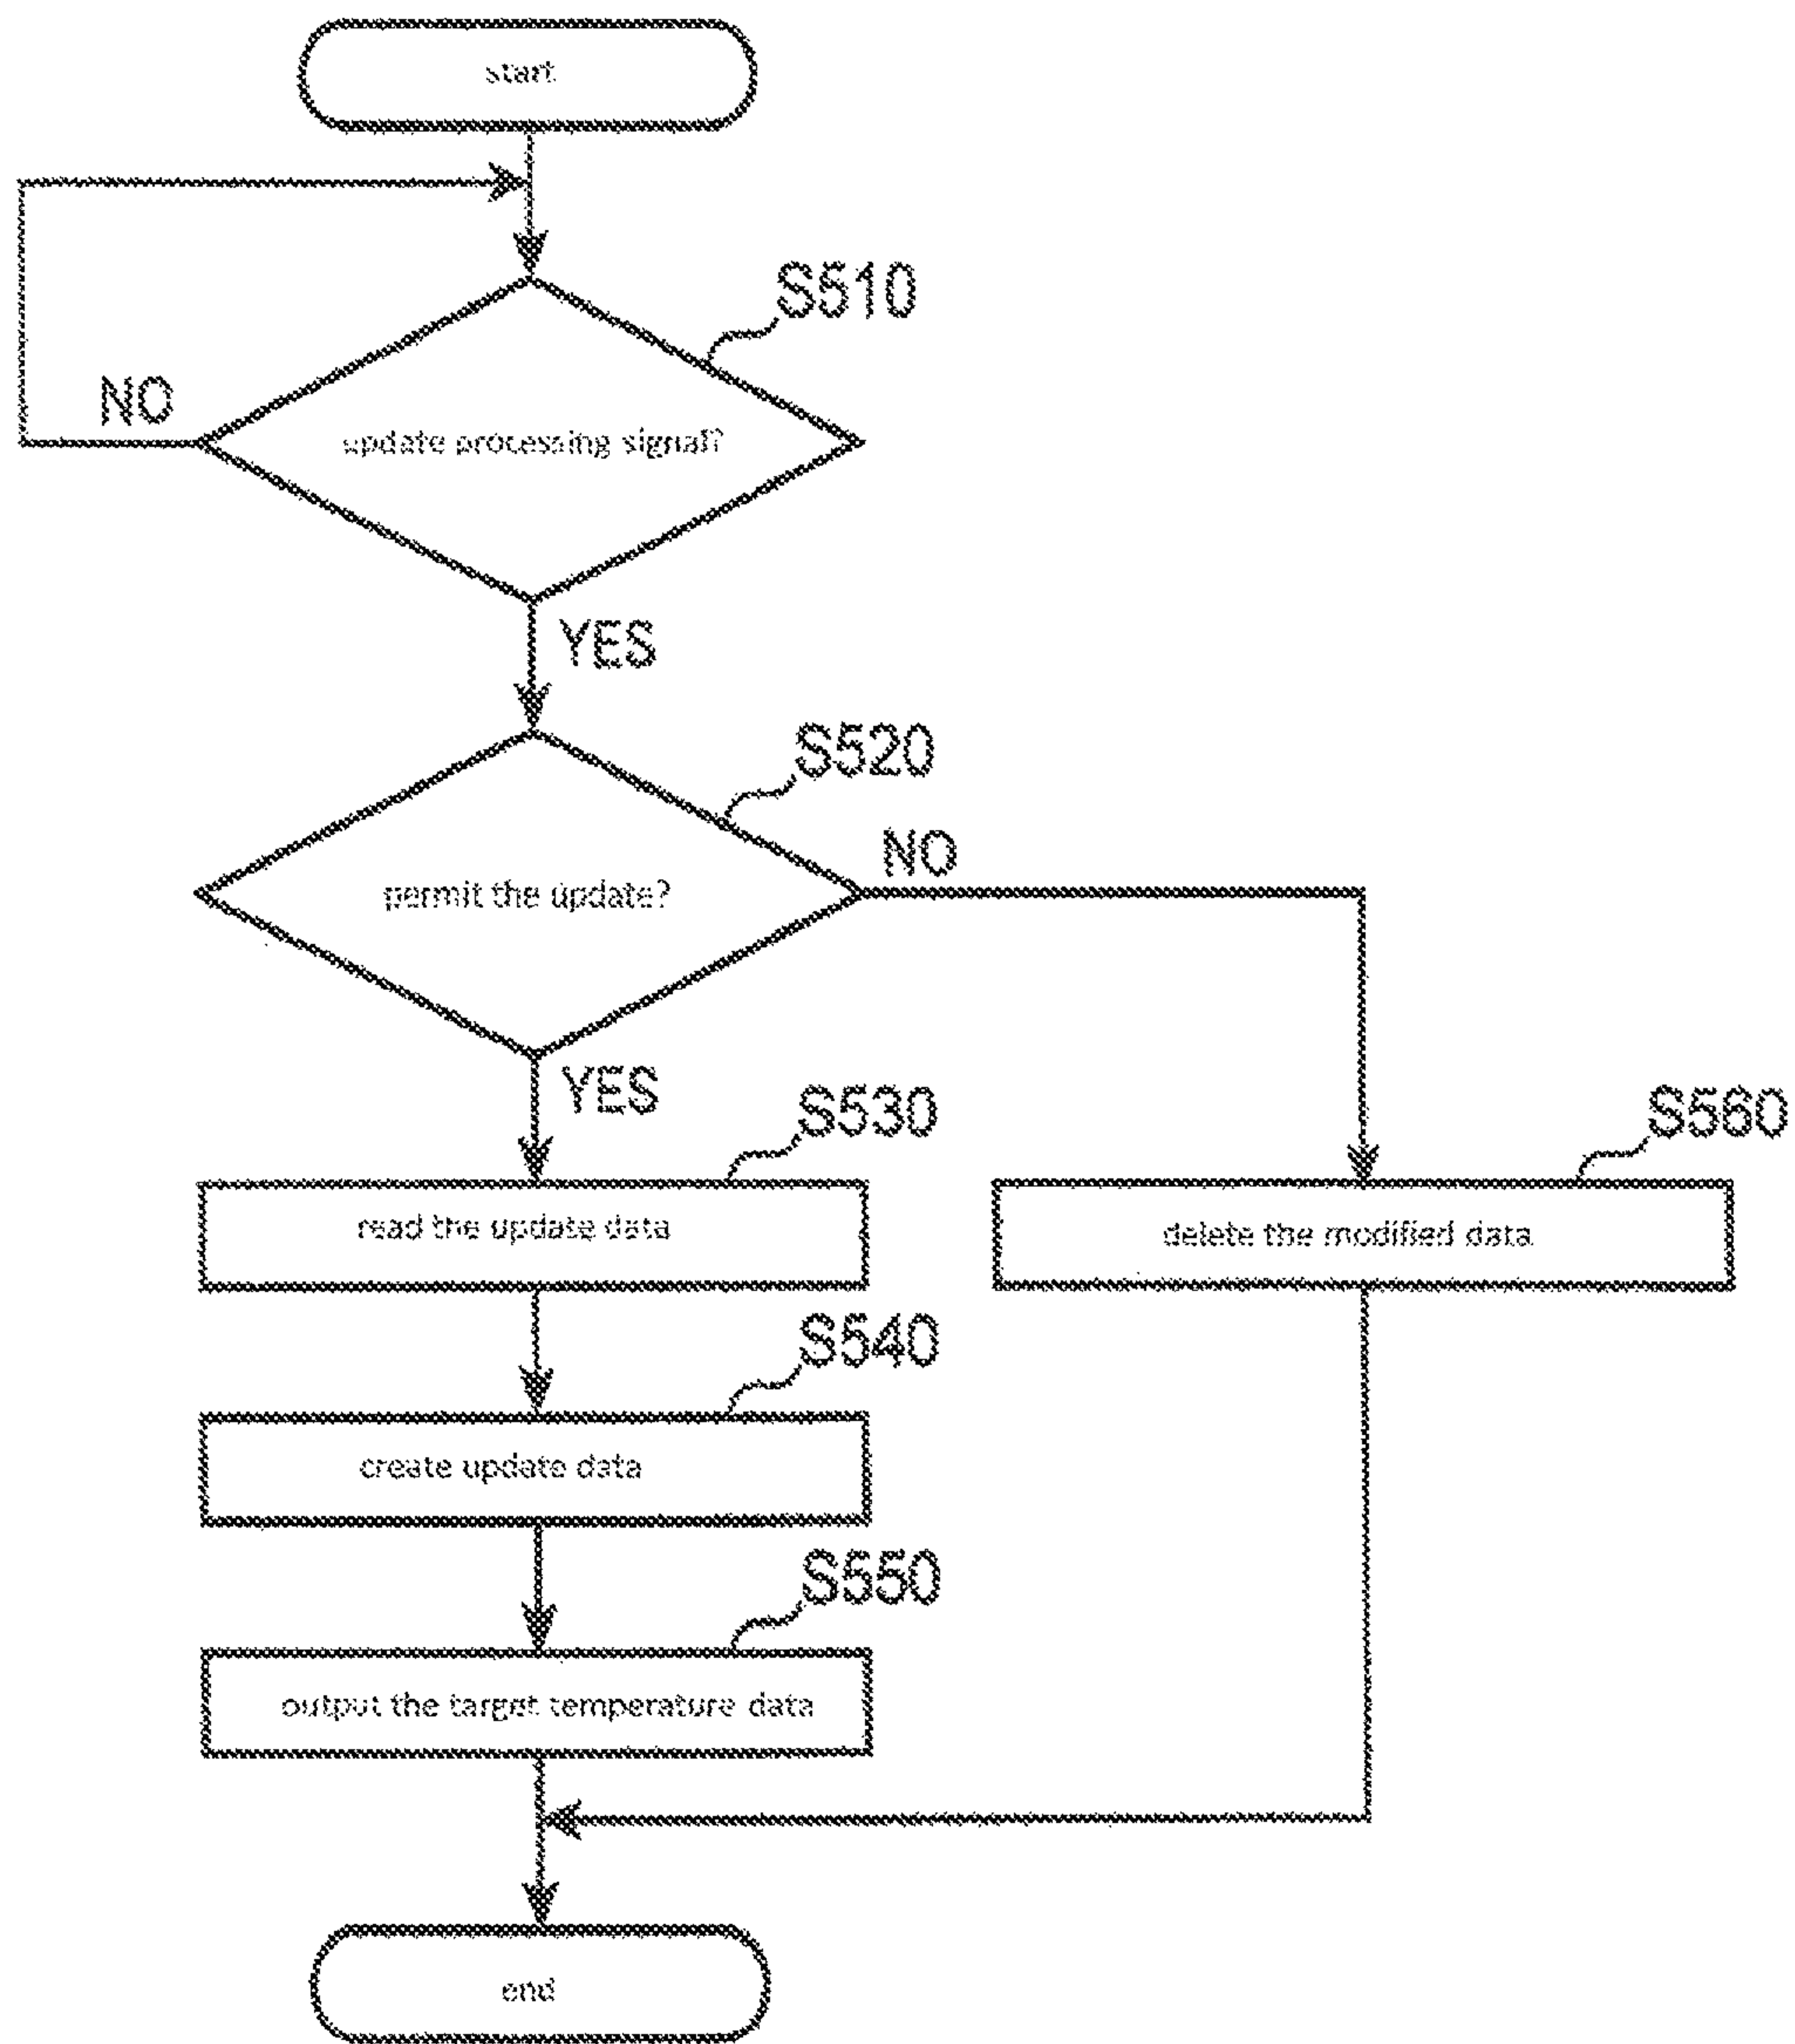 start
S510
NO
update processing signal?
YES
S520
NO
permit the update?
YES
S530
S560
read the update data
delete the modified data
S540
create update data
S550
output the target temperature data
end